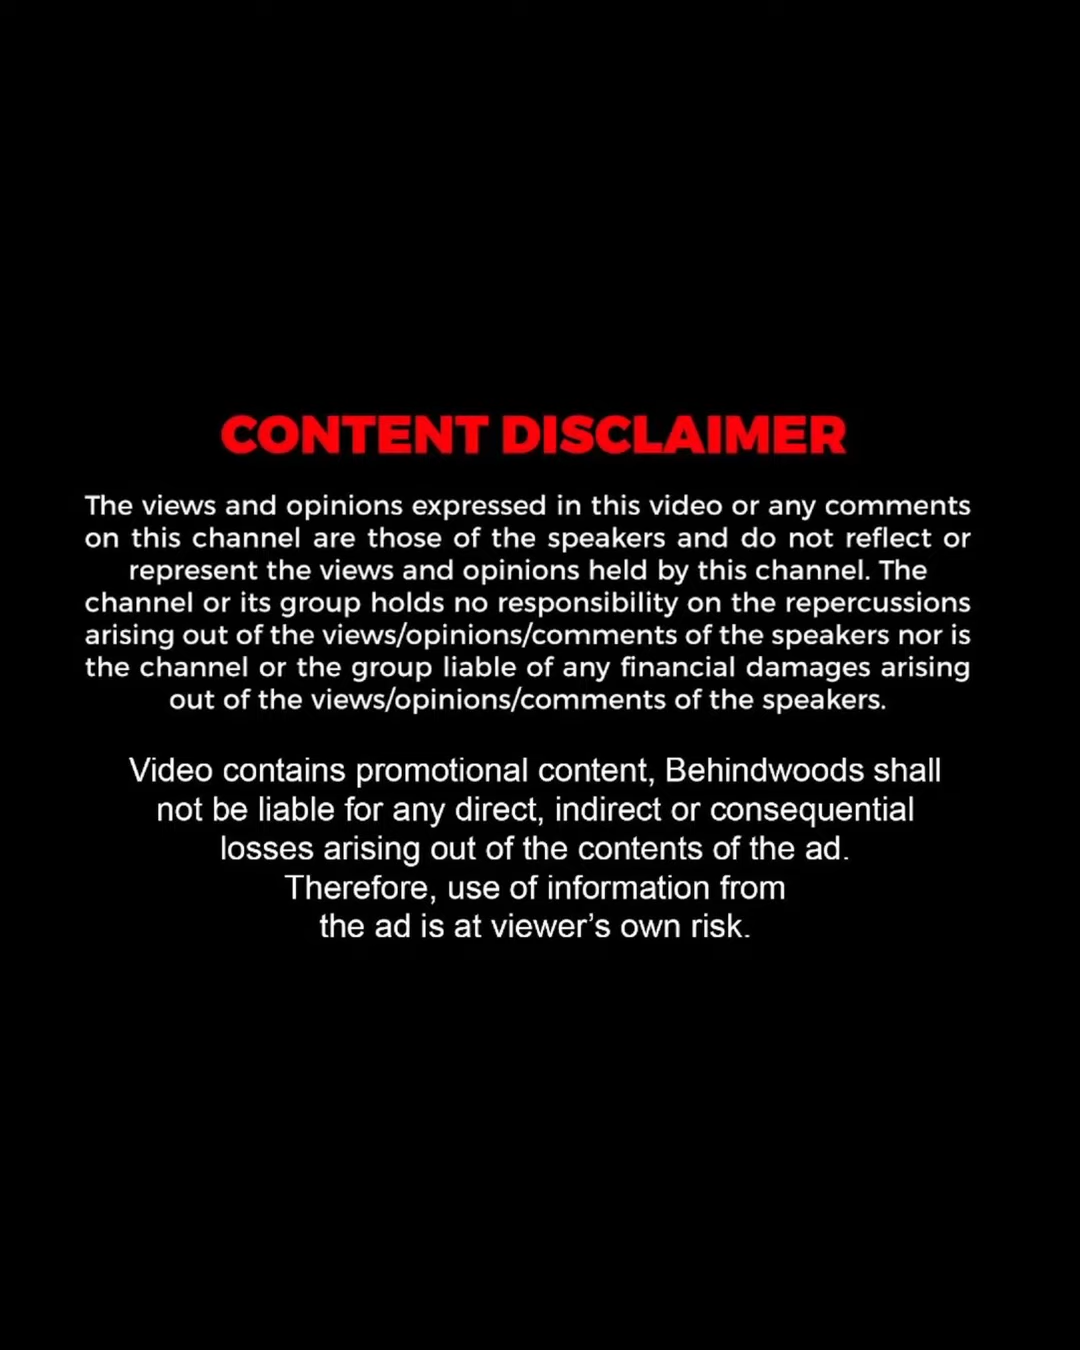 CONTENT DISCLAIMER
The views and opinions expressed in this video or any comments
on this channel are those of the speakers and do not reflect or
represent the views and opinions held by this channel. The
channel or its group holds no responsibility on the repercussions
arising out of the views/opinions/comments of the speakers nor is
the channel or the group liable of any financial damages arising
out of the views/opinions/comments of the speakers.
Video contains promotional content, Behindwoods shall
not be liable for any direct, indirect or consequential
losses arising out of the contents of the ad.
Therefore, use of information from
the ad is at viewer’s own risk.